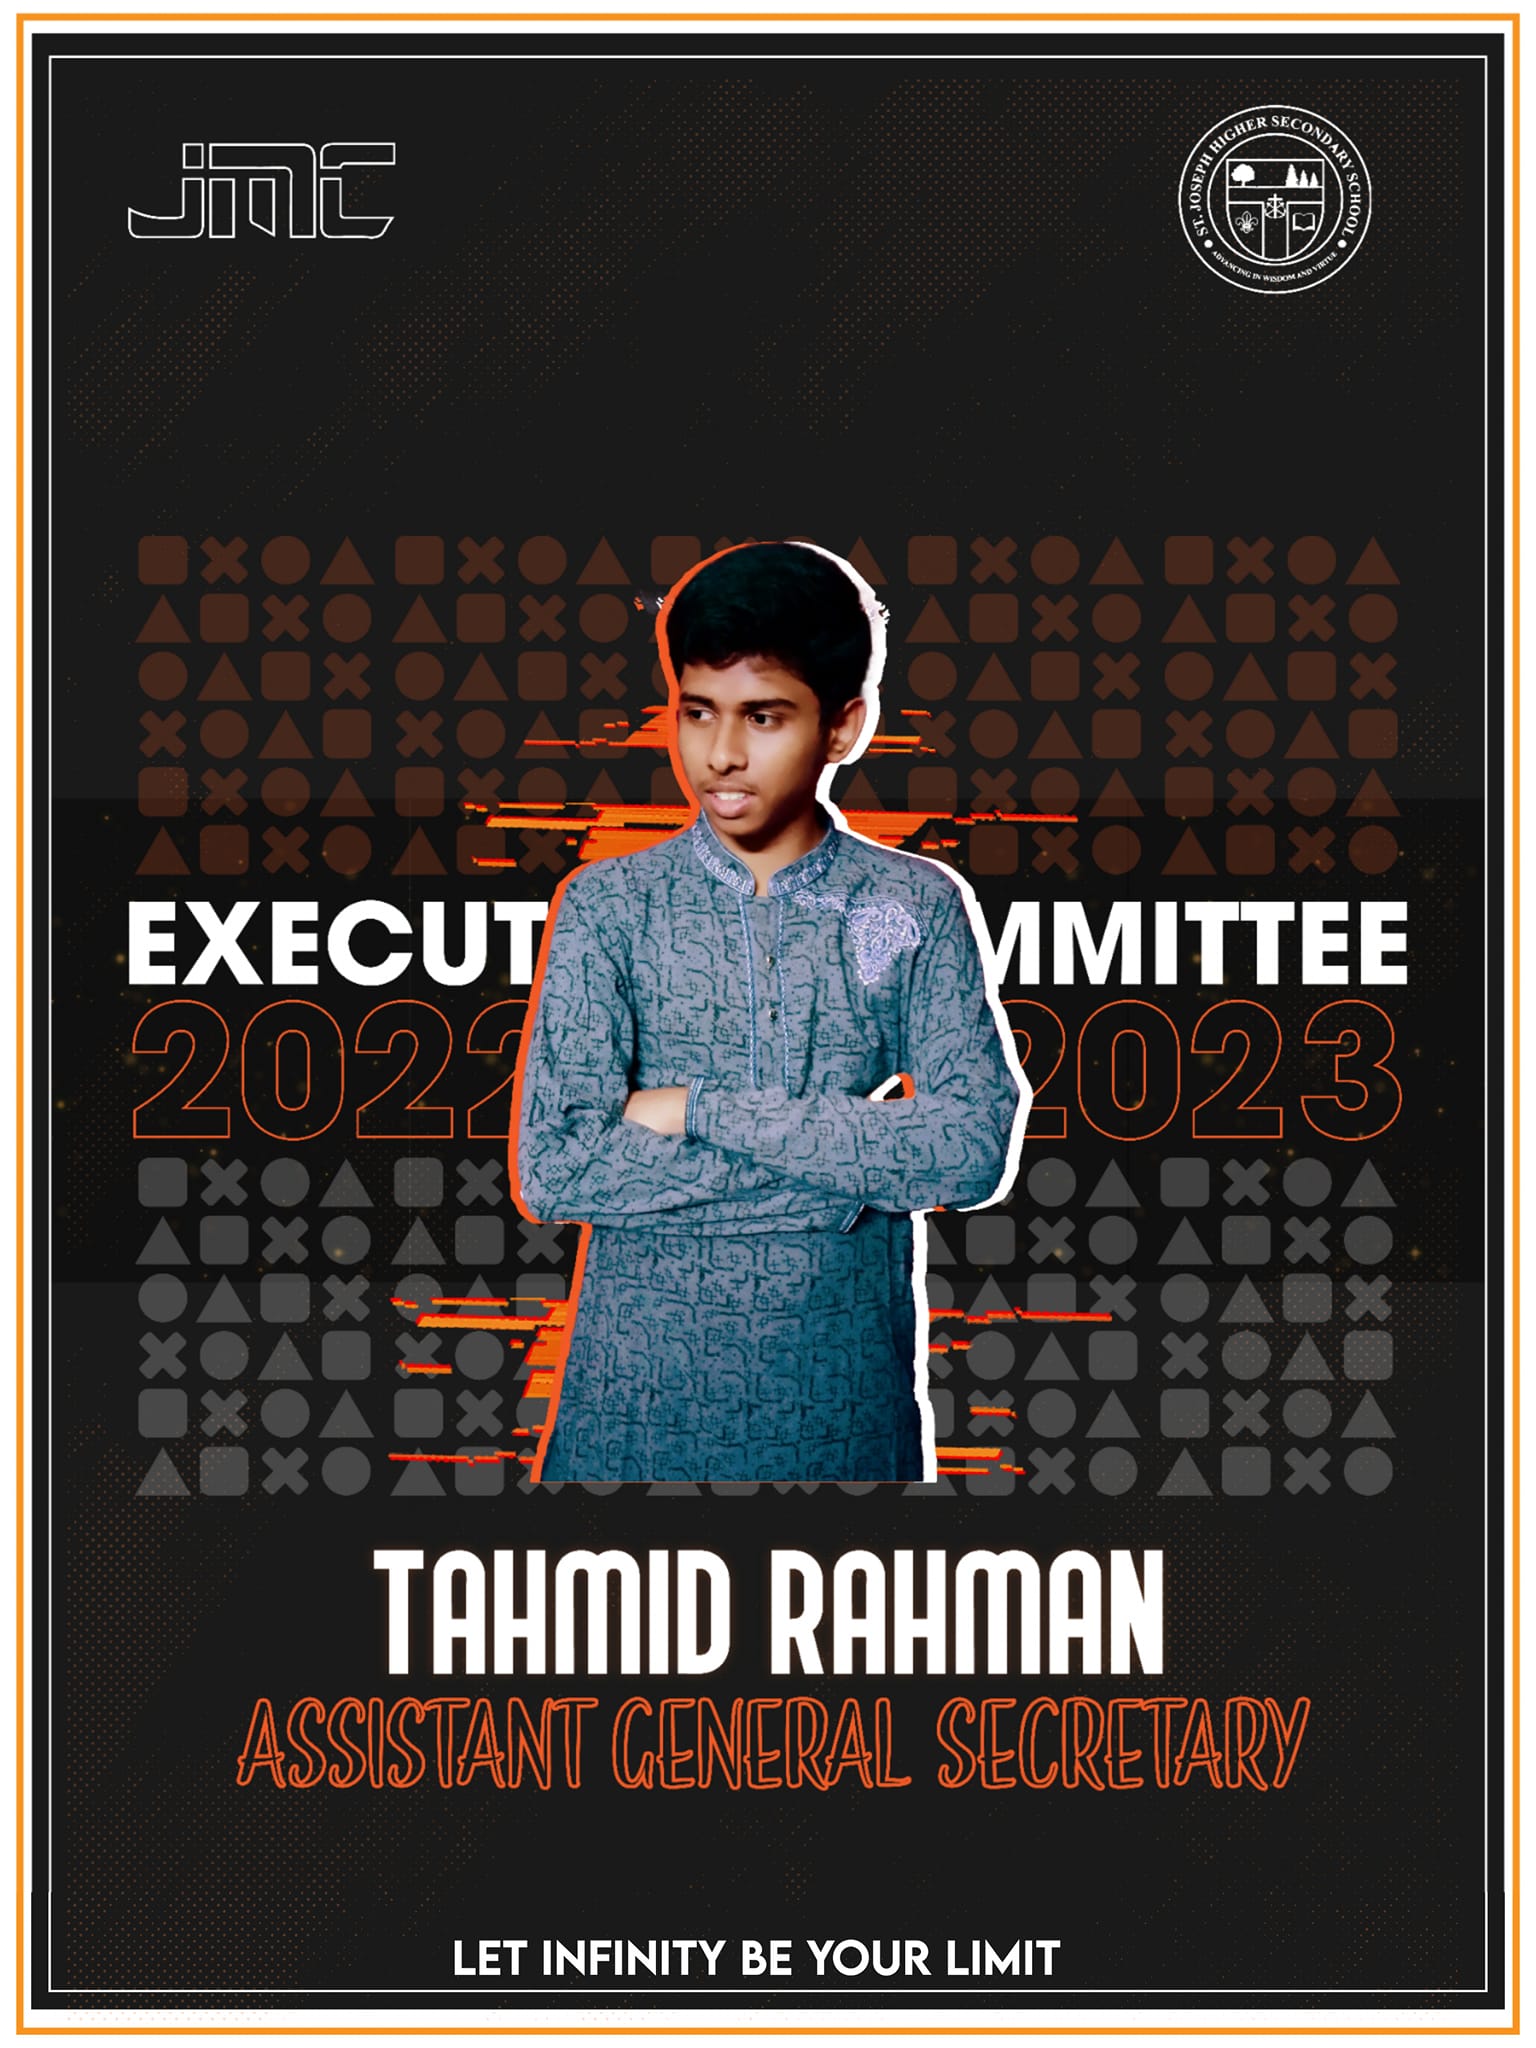 JMC
ST. JOSEPH HIGHER SECONDARY SCHOOL
ADVANCING IN WISDOM AND VIRTUE
EXECUT MMITTEE
2022 2023
TAHMID RAHMAN
ASSISTANT GENERAL SECRETARY
LET INFINITY BE YOUR LIMIT